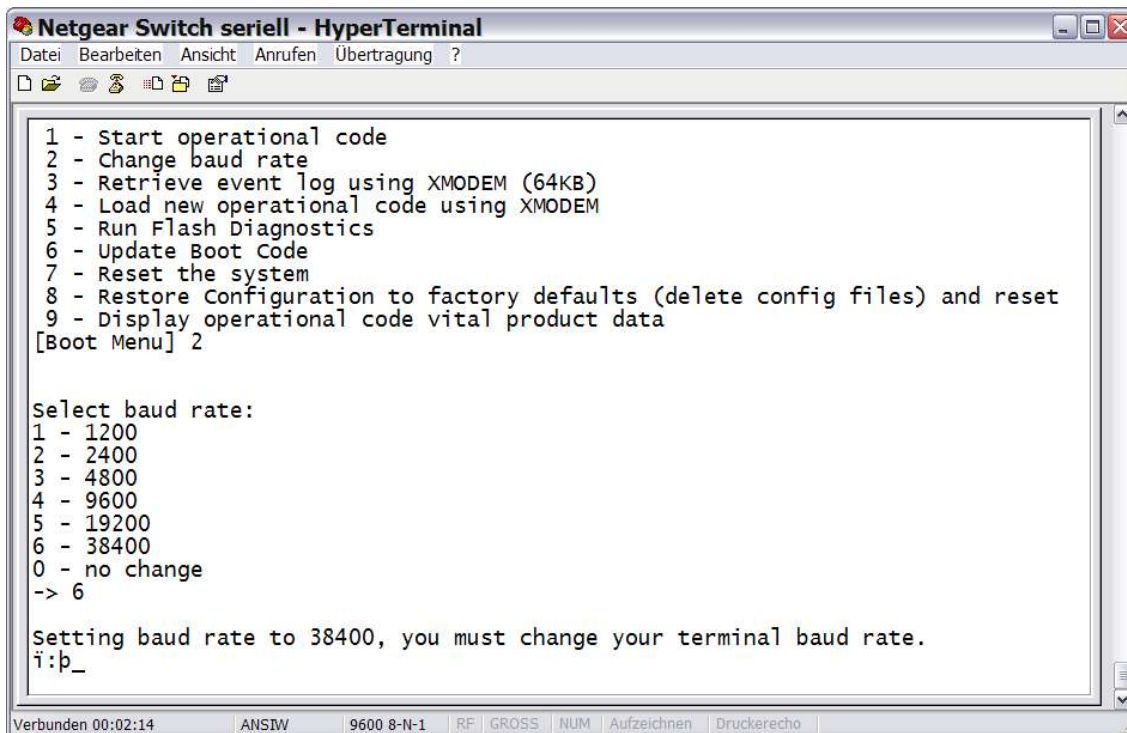 Netgear Switch seriell - HyperTerminal
Datei Bearbeiten Ansicht Anrufen Übertragung ?
1 - Start operational code
2 - Change baud rate
3 - Retrieve event log using XMODEM (64KB)
4 - Load new operational code using XMODEM
5 - Run Flash Diagnostics
6 - Update Boot Code
7 - Reset the system
8 - Restore Configuration to factory defaults (delete config files) and reset
9 - Display operational code vital product data
[Boot Menu] 2
Select baud rate:
1 - 1200
2 - 2400
3 - 4800
4 - 9600
5 - 19200
6 - 38400
0 - no change
-> 6
Setting baud rate to 38400, you must change your terminal baud rate.
ï:þ_
Verbunden 00:02:14 ANSIW 9600 8-N-1 RF GROSS NUM Aufzeichnen Druckerecho